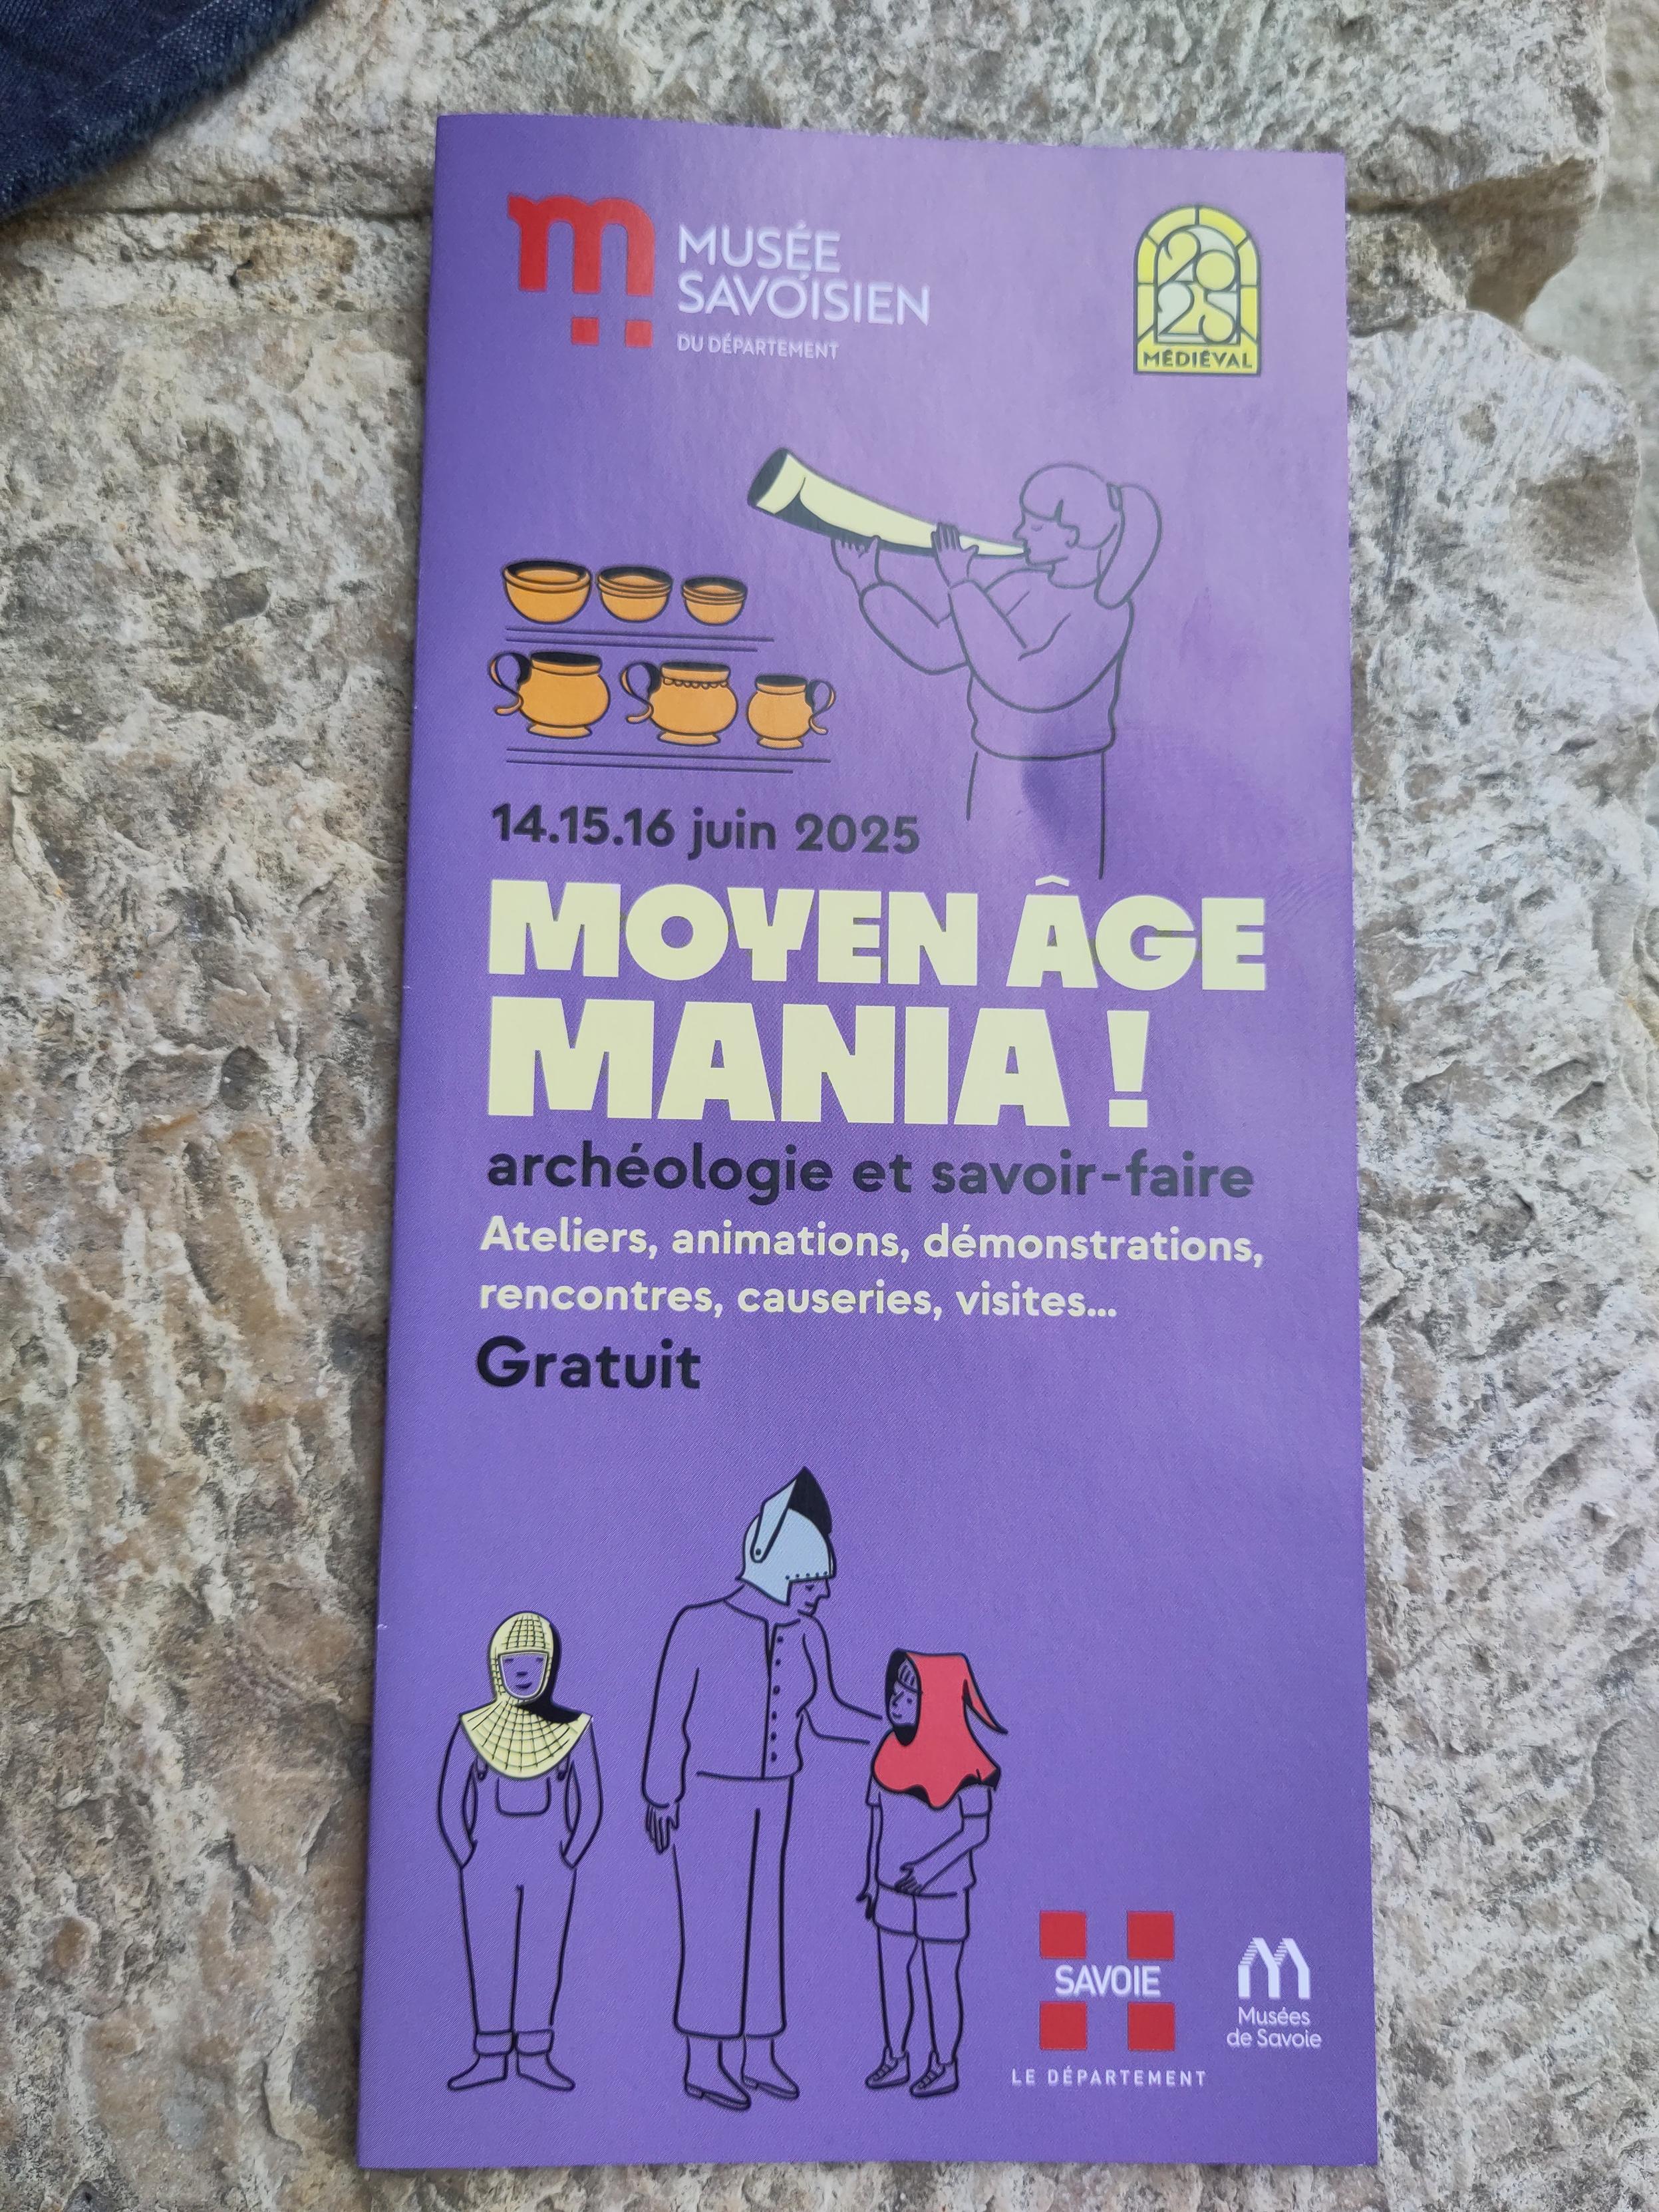 m
MUSÉE
SAVOISIEN
DU DÉPARTEMENT
2025
MÉDIÉVAL
14.15.16 juin 2025
MOYEN ÂGE
MANIA !
archéologie et savoir-faire
Ateliers, animations, démonstrations,
rencontres, causeries, visites...
Gratuit
SAVOIE
LE DÉPARTEMENT
Musées
de Savoie